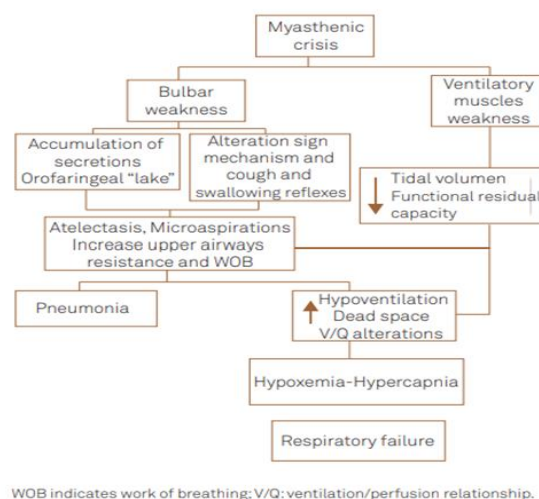 Myasthenic
crisis
Bulbar
weakness
Ventilatory
muscles
weakness
Accumulation of
secretions
Orofaringeal "lake"
Alteration sign
mechanism and
cough and
swallowing reflexes
Tidal volumen
Functional residual
capacity
Atelectasis, Microaspirations
Increase upper airways
resistance and WOB
Pneumonia
Hypoventilation
Dead space
V/Q alterations
Hypoxemia-Hypercapnia
Respiratory failure
WOB indicates work of breathing; V/Q: ventilation/perfusion relationship.